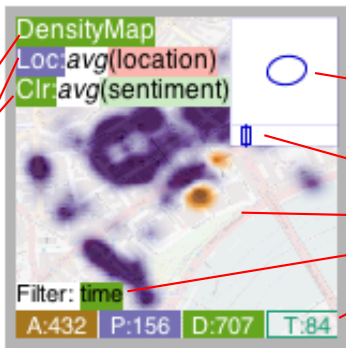 DensityMap
Loc:avg(location)
Clr:avg(sentiment)
Filter: time
A:432 P:156 D:707 T:84